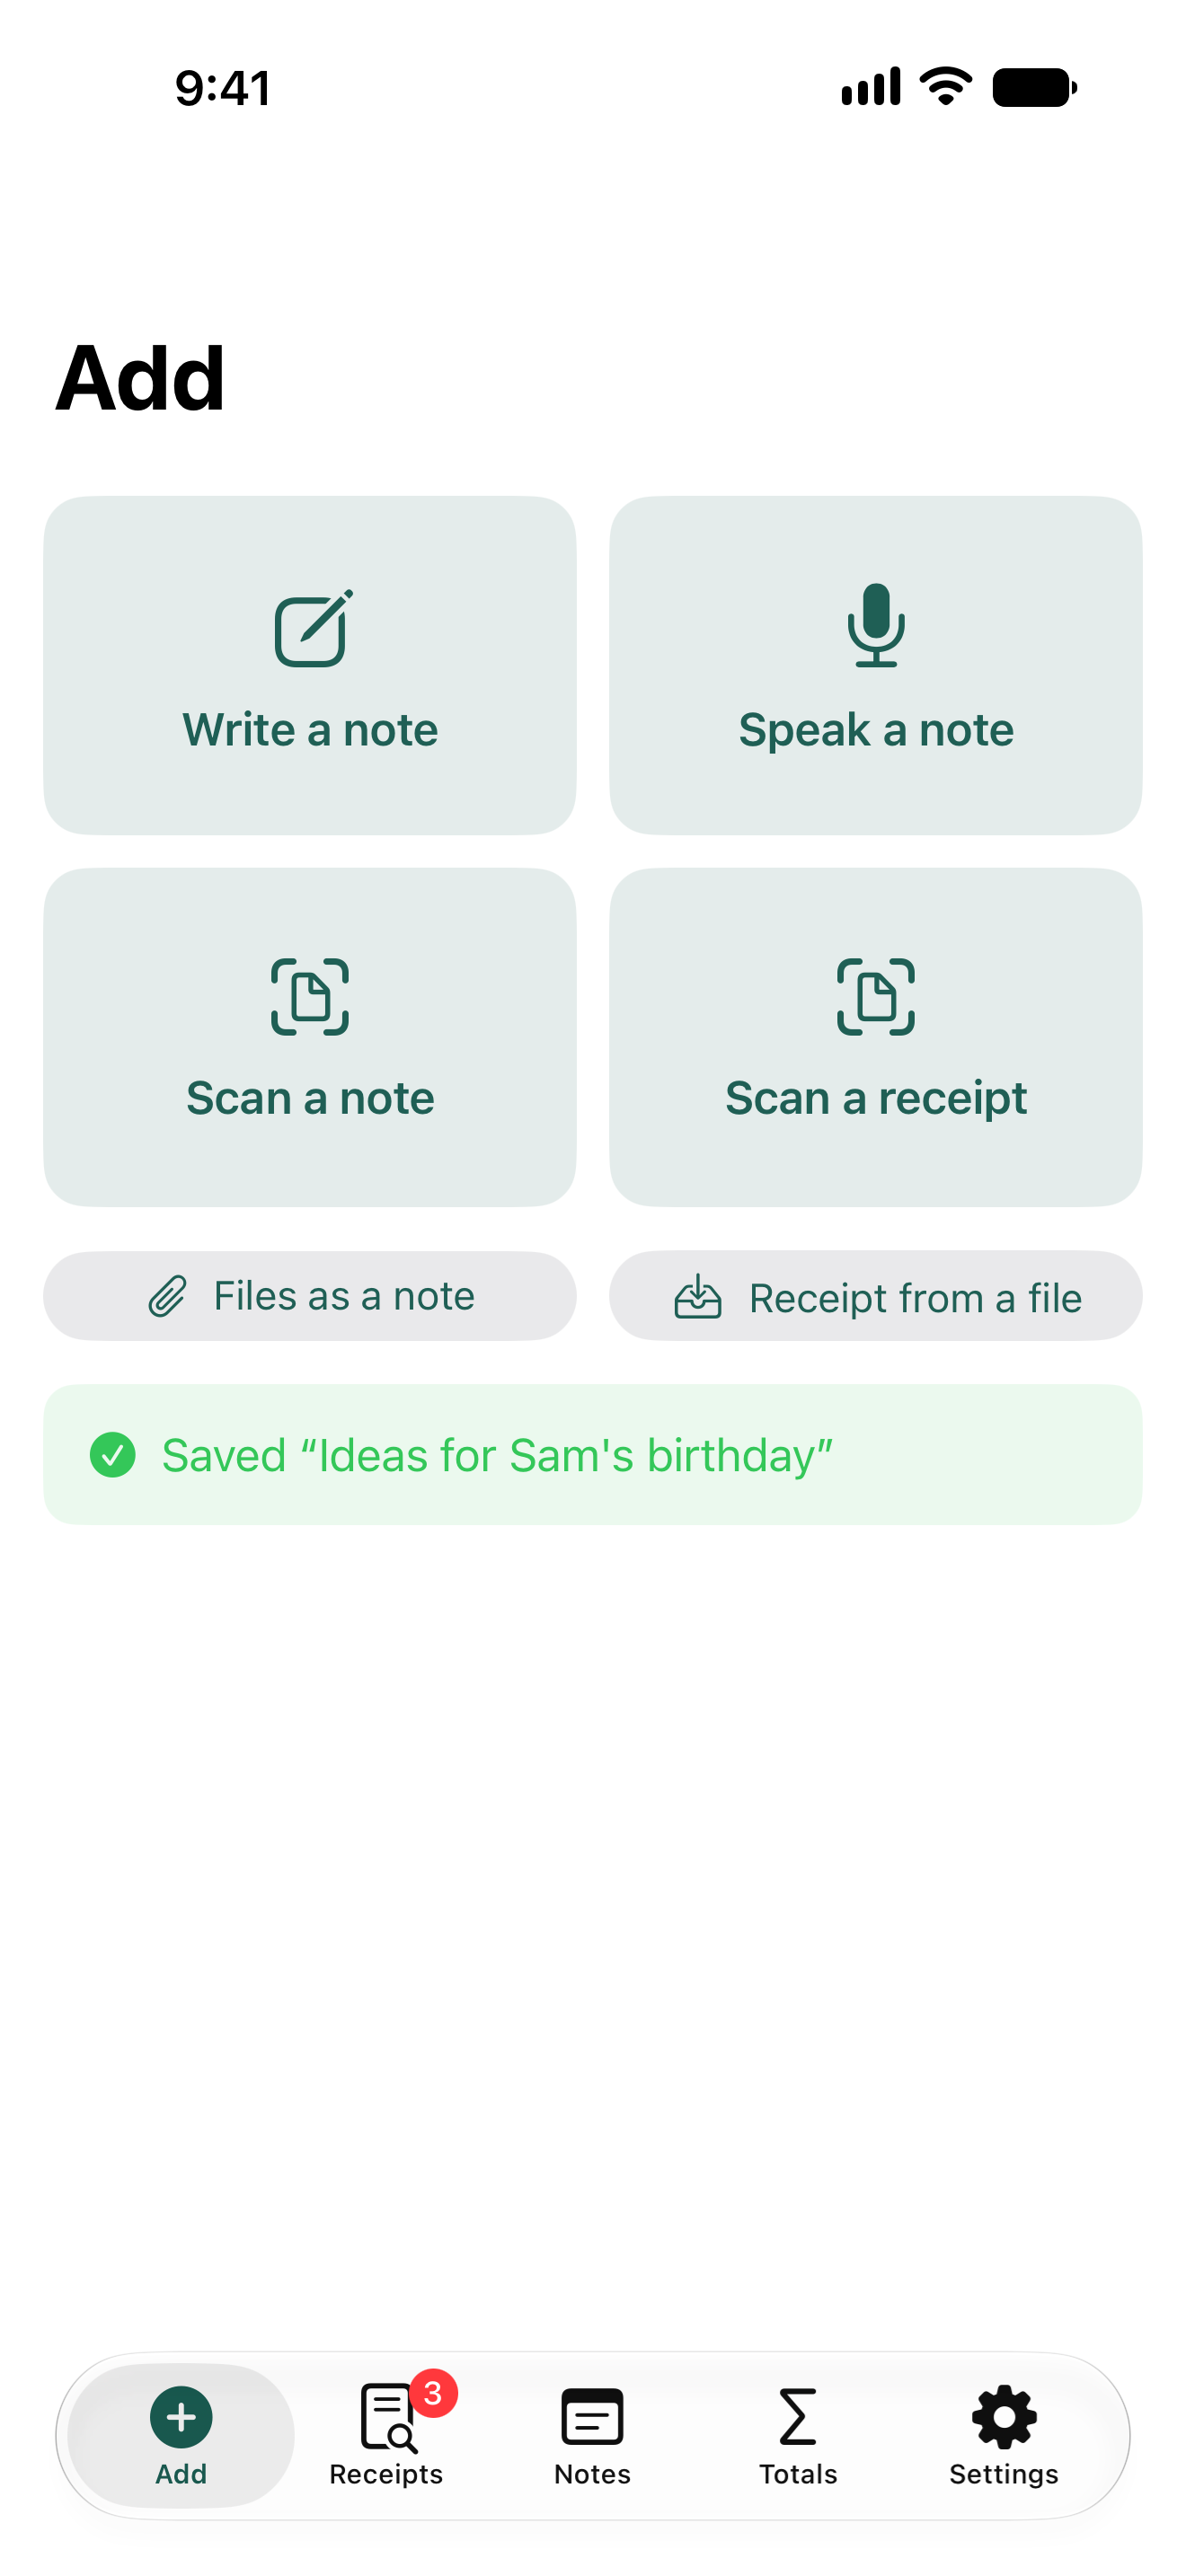 9:41
Add
Write a note
Speak a note
Scan a note
Scan a receipt
Files as a note
Receipt from a file
Saved “Ideas for Sam's birthday”
3
Add
Receipts
Notes
Totals
Settings